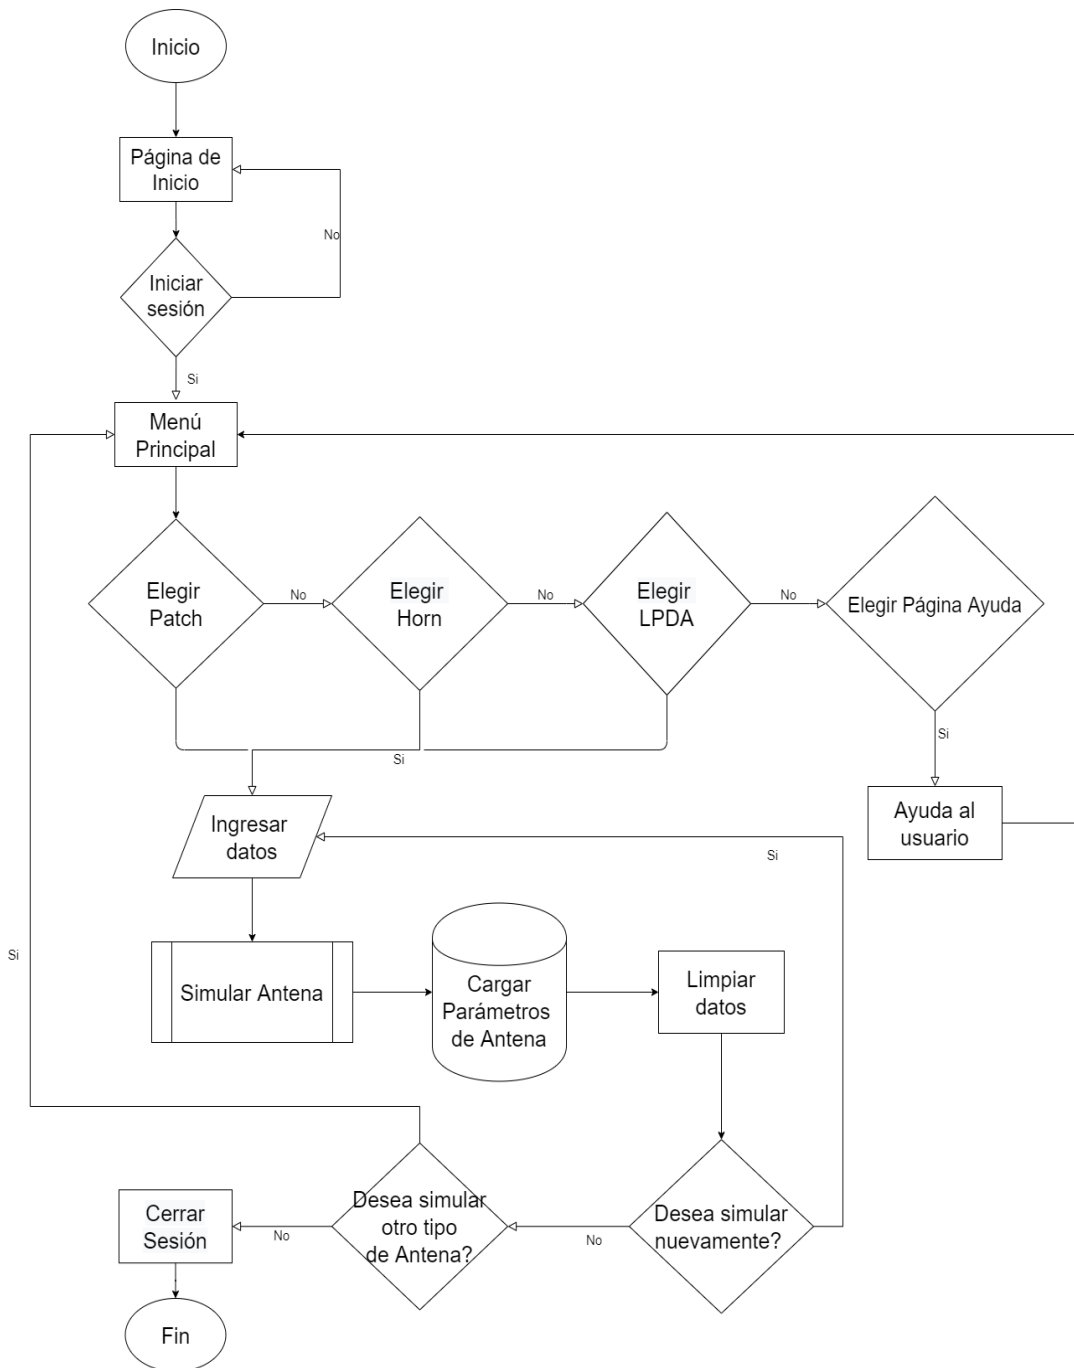 Inicio
Página de
Inicio
No
Iniciar
sesión
Si
Menú
Principal
Elegir
Patch
No
Elegir
Horn
No
Elegir
LPDA
No
Elegir Página Ayuda
Si
Si
Ingresar
datos
Ayuda al
usuario
Si
Simular Antena
Cargar
Parámetros
de Antena
Limpiar
datos
Si
Desea simular
nuevamente?
No
Desea simular
otro tipo
de Antena?
No
Cerrar
Sesión
Fin